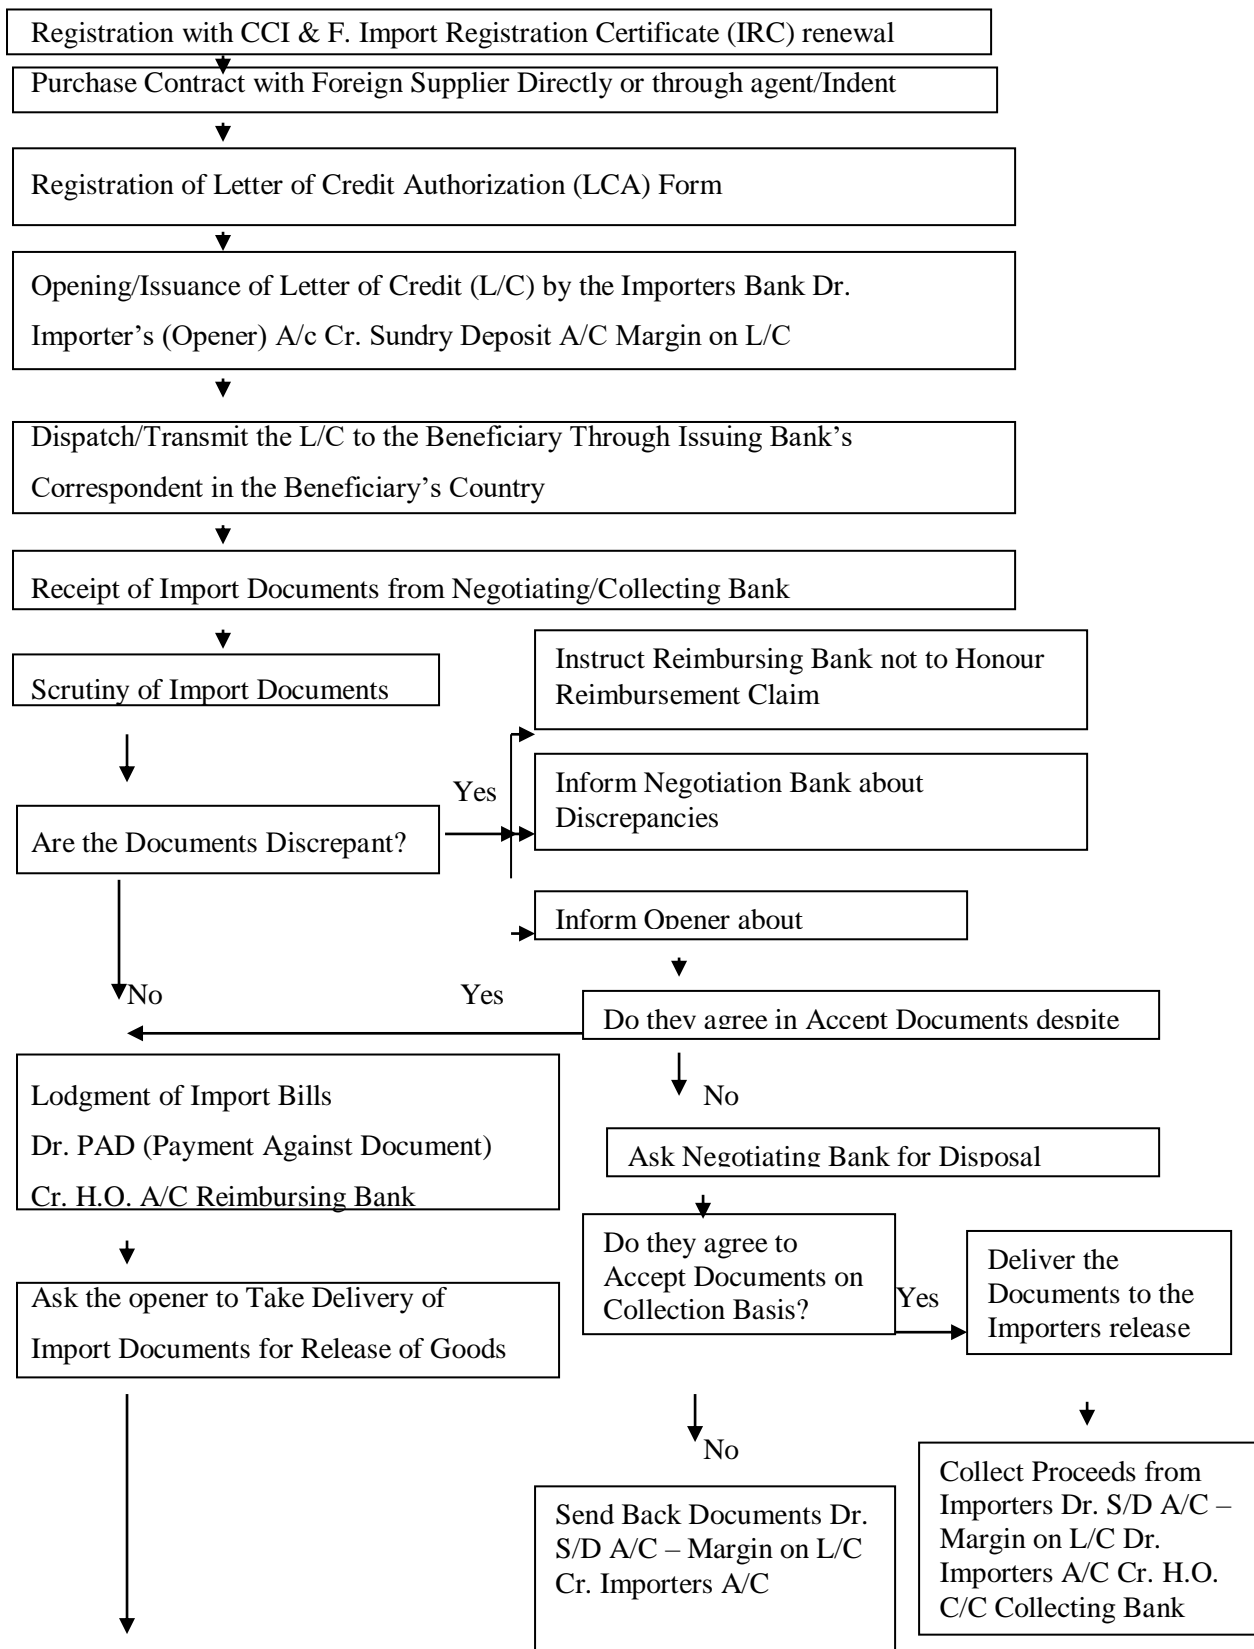 Registration with CCI & F. Import Registration Certificate (IRC) renewal
Purchase Contract with Foreign Supplier Directly or through agent/Indent
Registration of Letter of Credit Authorization (LCA) Form
Opening/Issuance of Letter of Credit (L/C) by the Importers Bank Dr.
Importer’s (Opener) A/c Cr. Sundry Deposit A/C Margin on L/C
Dispatch/Transmit the L/C to the Beneficiary Through Issuing Bank’s
Correspondent in the Beneficiary’s Country
Receipt of Import Documents from Negotiating/Collecting Bank
Scrutiny of Import Documents
Instruct Reimbursing Bank not to Honour
Reimbursement Claim
Yes
Inform Negotiation Bank about
Discrepancies
Are the Documents Discrepant?
Inform Opener about
No
Yes
Do they agree in Accept Documents despite
Lodgment of Import Bills
Dr. PAD (Payment Against Document)
Cr. H.O. A/C Reimbursing Bank
No
Ask Negotiating Bank for Disposal
Do they agree to
Accept Documents on
Collection Basis?
Yes
Deliver the
Documents to the
Importers release
Ask the opener to Take Delivery of
Import Documents for Release of Goods
No
Send Back Documents Dr.
S/D A/C – Margin on L/C
Cr. Importers A/C
Collect Proceeds from
Importers Dr. S/D A/C –
Margin on L/C Dr.
Importers A/C Cr. H.O.
C/C Collecting Bank